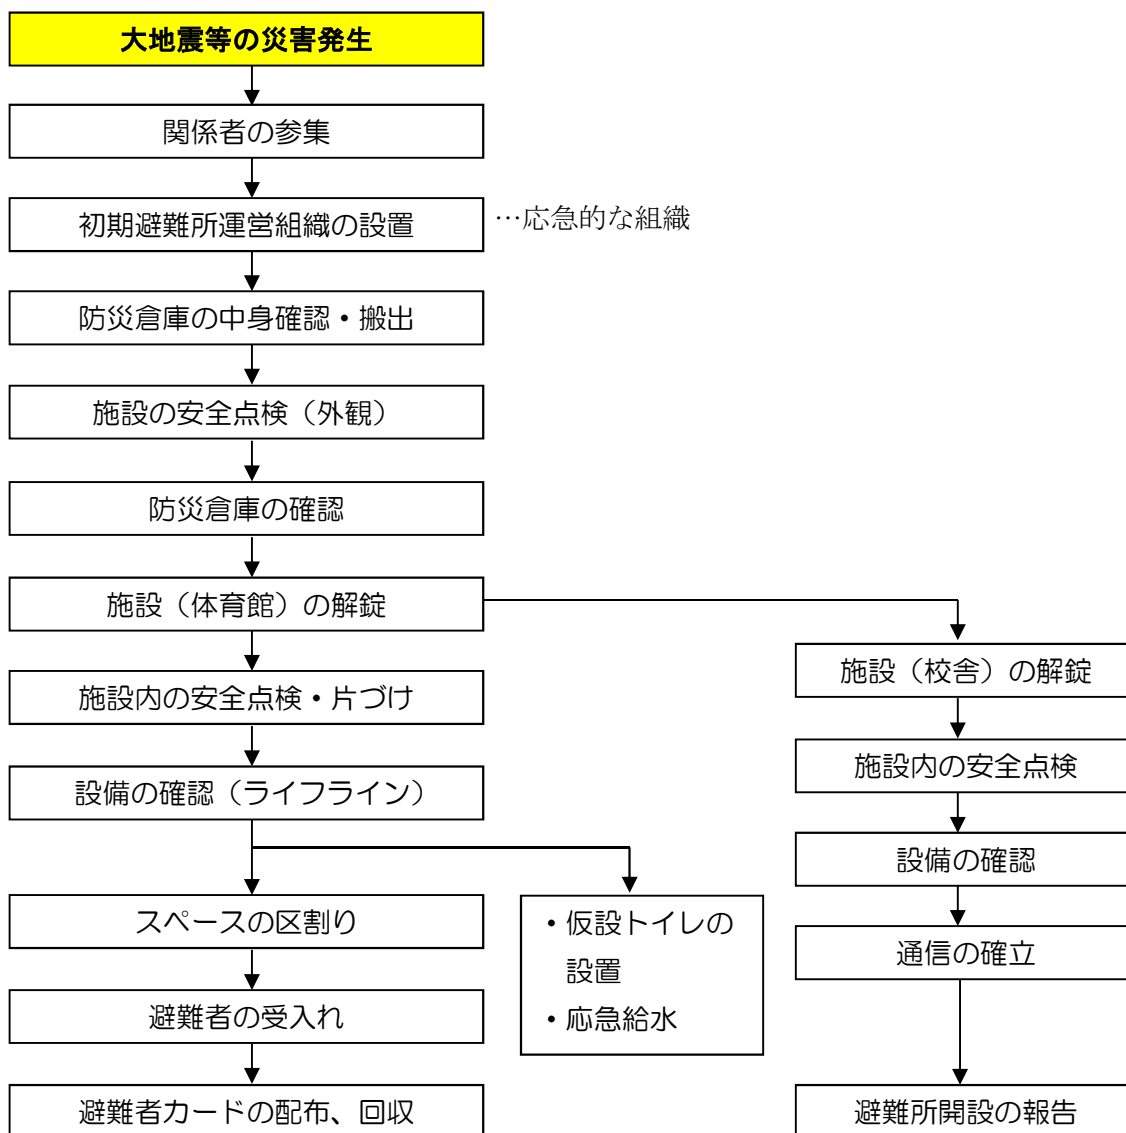 大地震等の災害発生
関係者の参集
初期避難所運営組織の設置
…応急的な組織
防災倉庫の中身確認・搬出
施設の安全点検（外観）
防災倉庫の確認
施設（体育館）の解錠
施設内の安全点検・片づけ
設備の確認（ライフライン）
スペースの区割り
避難者の受入れ
避難者カードの配布、回収
・仮設トイレの
設置
・応急給水
施設（校舎）の解錠
施設内の安全点検
設備の確認
通信の確立
避難所開設の報告